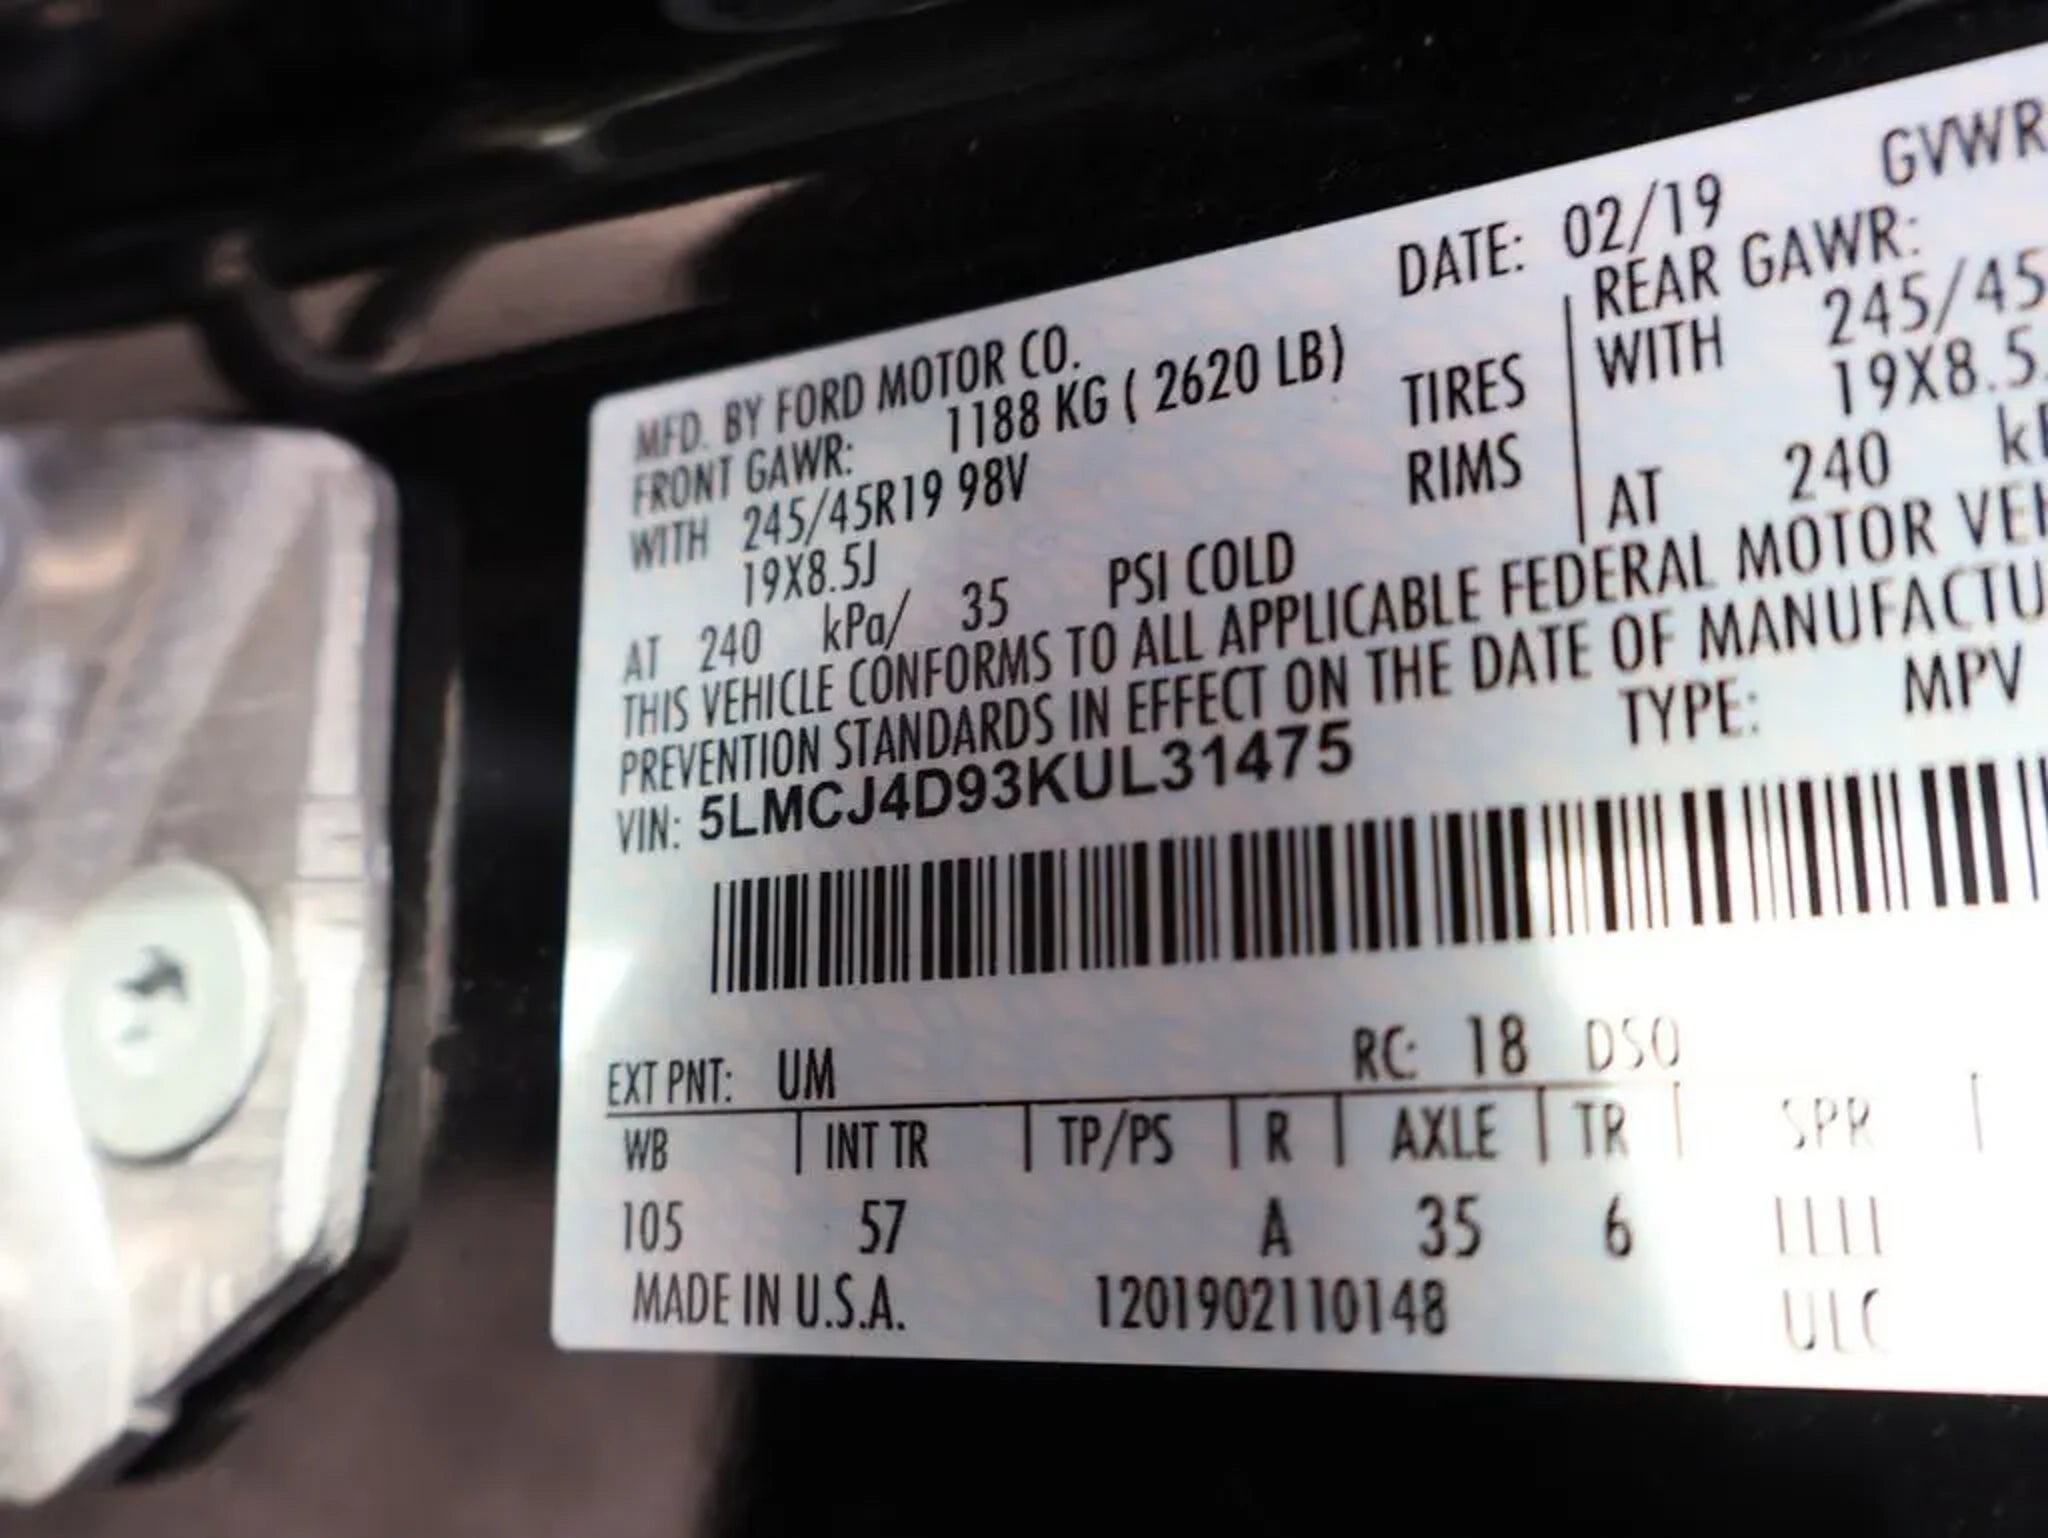 DATE: 02/19 GVWR
MFD. BY FORD MOTOR CO.
FRONT GAWR: 1188 KG ( 2620 LB) REAR GAWR:
WITH 245/45R19 98V TIRES WITH 245/45
19X8.5J RIMS 19X8.5
AT 240 kPa/ 35 PSI COLD AT 240
THIS VEHICLE CONFORMS TO ALL APPLICABLE FEDERAL MOTOR
PREVENTION STANDARDS IN EFFECT ON THE DATE OF
VIN: 5LMCJ4D93KUL31475 TYPE: MPV
EXT PNT: UM RC: 18 DSO
WB INT TR TP/PS R AXLE TR SPR
105 57 A 35 6
MADE IN U.S.A. 1201902110148